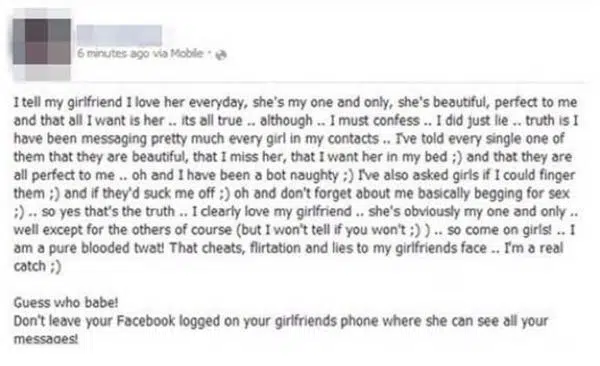 6 minutes ago via Mobile ·
I tell my girlfriend I love her everyday, she's my one and only, she's beautiful, perfect to me
and that all I want is her .. its all true .. although .. I must confess .. I did just lie .. truth is I
have been messaging pretty much every girl in my contacts .. I've told every single one of
them that they are beautiful, that I miss her, that I want her in my bed ;) and that they are
all perfect to me .. oh and I have been a bot naughty ;) I've also asked girls if I could finger
them ;) and if they'd suck me off ;) oh and don't forget about me basically begging for sex
;) .. so yes that's the truth .. I clearly love my girlfriend .. she's obviously my one and only ..
well except for the others of course (but I won't tell if you won't ;) ) .. so come on girls! .. I
am a pure blooded twat! That cheats, flirtation and lies to my girlfriends face .. I'm a real
catch ;)
Guess who babe!
Don't leave your Facebook logged on your girlfriends phone where she can see all your
messages!